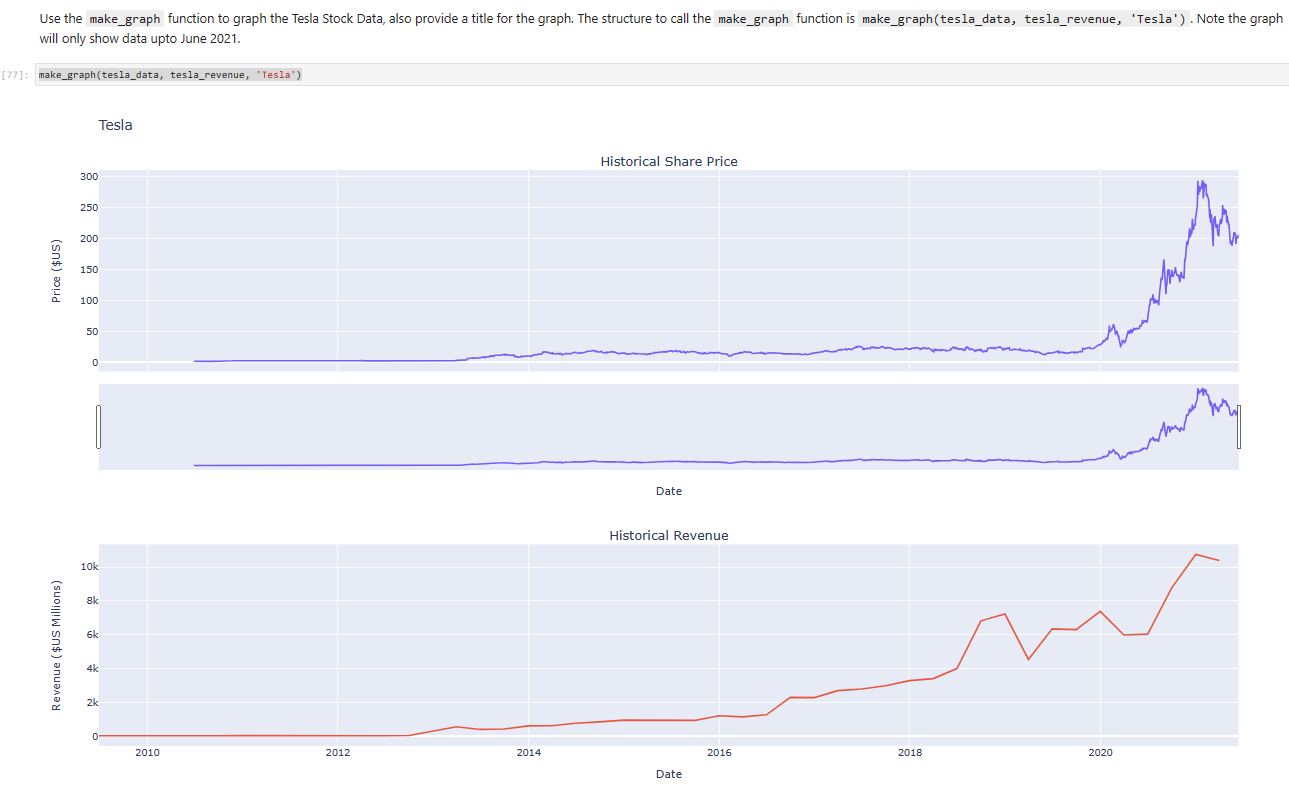 Use the make_graph function to graph the Tesla Stock Data, also provide a title for the graph. The structure to call the make_graph function is make_graph(tesla_data, tesla_revenue, 'Tesla') . Note the graph
will only show data upto June 2021.
[77]: make_graph(tesla_data, tesla_revenue, 'Tesla')
Tesla
Historical Share Price
300
250
200
150
100
50
0
Price ($US)
Date
Historical Revenue
10k
8k
6k
4k
2k
0
Revenue ($US Millions)
2010 2012 2014 2016 2018 2020
Date